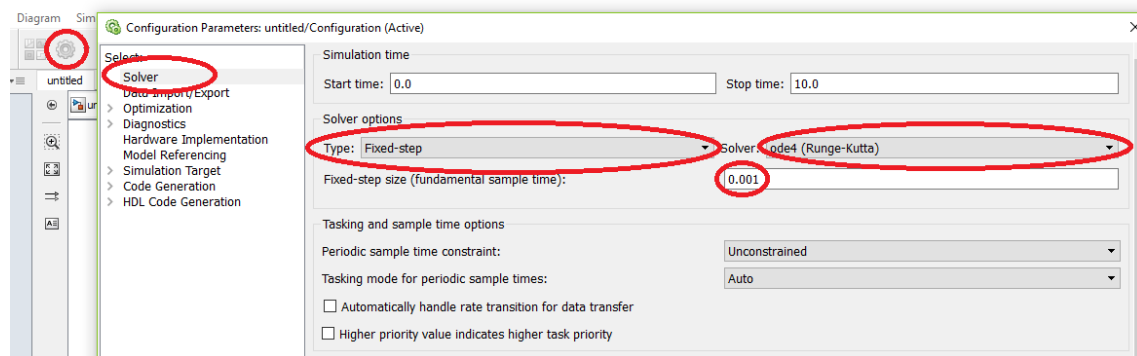 Diagram Sim
Configuration Parameters: untitled/Configuration (Active)
untitled
Select:
Solver
Data Import/Export
Optimization
Diagnostics
Hardware Implementation
Model Referencing
Simulation Target
Code Generation
HDL Code Generation
Simulation time
Start time: 0.0 Stop time: 10.0
Solver options
Type: Fixed-step Solver: ode4 (Runge-Kutta)
Fixed-step size (fundamental sample time): 0.001
Tasking and sample time options
Periodic sample time constraint: Unconstrained
Tasking mode for periodic sample times: Auto
Automatically handle rate transition for data transfer
Higher priority value indicates higher task priority